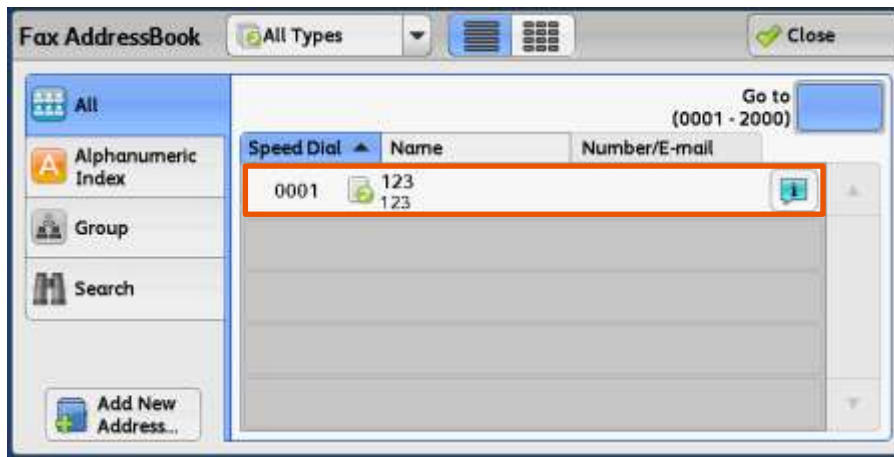 Fax AddressBook
All Types
Close
All
Alphanumeric
Index
Group
Search
Add New
Address...
Go to
(0001 - 2000)
Speed Dial
Name
Number/E-mail
0001
123
123